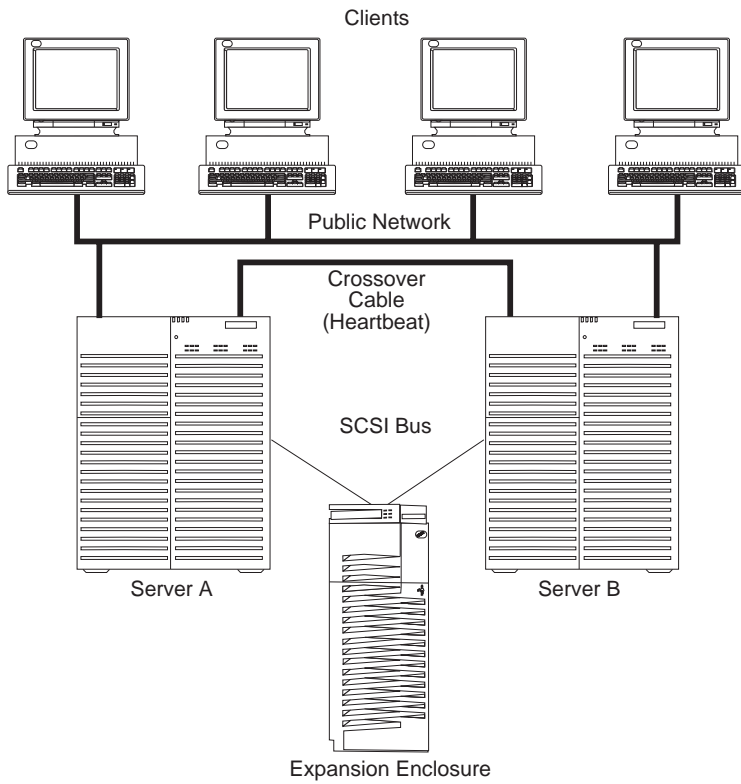 Clients
Public Network
Crossover
Cable
(Heartbeat)
SCSI Bus
Server A
Server B
Expansion Enclosure